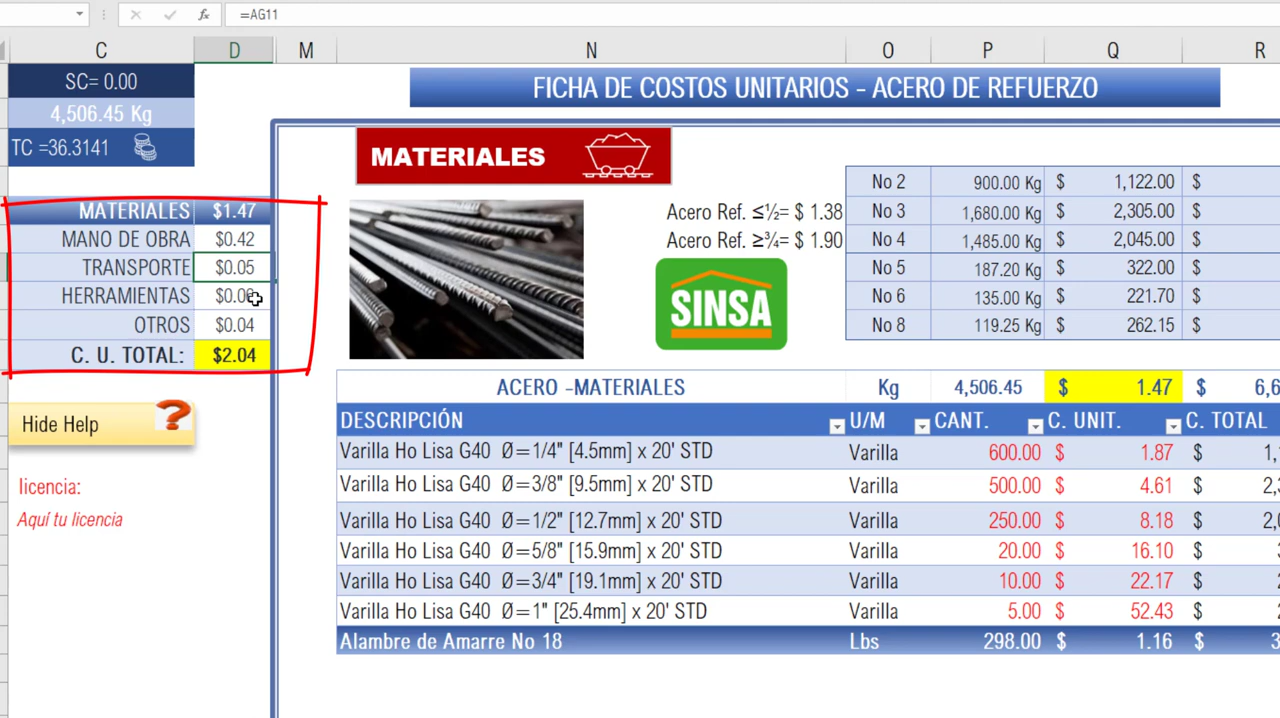 fx =AG11
C D M N O P Q R
SC= 0.00
4,506.45 Kg
TC =36.3141
MATERIALES $1.47
MANO DE OBRA $0.42
TRANSPORTE $0.05
HERRAMIENTAS
OTROS $0.04
C. U. TOTAL: $2.04
Hide Help ?
licencia:
Aquí tu licencia
FICHA DE COSTOS UNITARIOS - ACERO DE REFUERZO
MATERIALES
Acero Ref. ≤½= $ 1.38
Acero Ref. ≥¾= $ 1.90
SINSA
No 2 900.00 Kg $ 1,122.00 $
No 3 1,680.00 Kg $ 2,305.00 $
No 4 1,485.00 Kg $ 2,045.00 $
No 5 187.20 Kg $ 322.00 $
No 6 135.00 Kg $ 221.70 $
No 8 119.25 Kg $ 262.15 $
ACERO -MATERIALES Kg 4,506.45 $ 1.47 $
DESCRIPCIÓN U/M CANT. C. UNIT. C. TOTAL
Varilla Ho Lisa G40 Ø=1/4" [4.5mm] x 20' STD Varilla 600.00 $ 1.87 $
Varilla Ho Lisa G40 Ø=3/8" [9.5mm] x 20' STD Varilla 500.00 $ 4.61 $
Varilla Ho Lisa G40 Ø=1/2" [12.7mm] x 20' STD Varilla 250.00 $ 8.18 $
Varilla Ho Lisa G40 Ø=5/8" [15.9mm] x 20' STD Varilla 20.00 $ 16.10 $
Varilla Ho Lisa G40 Ø=3/4" [19.1mm] x 20' STD Varilla 10.00 $ 22.17 $
Varilla Ho Lisa G40 Ø=1" [25.4mm] x 20' STD Varilla 5.00 $ 52.43 $
Alambre de Amarre No 18 Lbs 298.00 $ 1.16 $